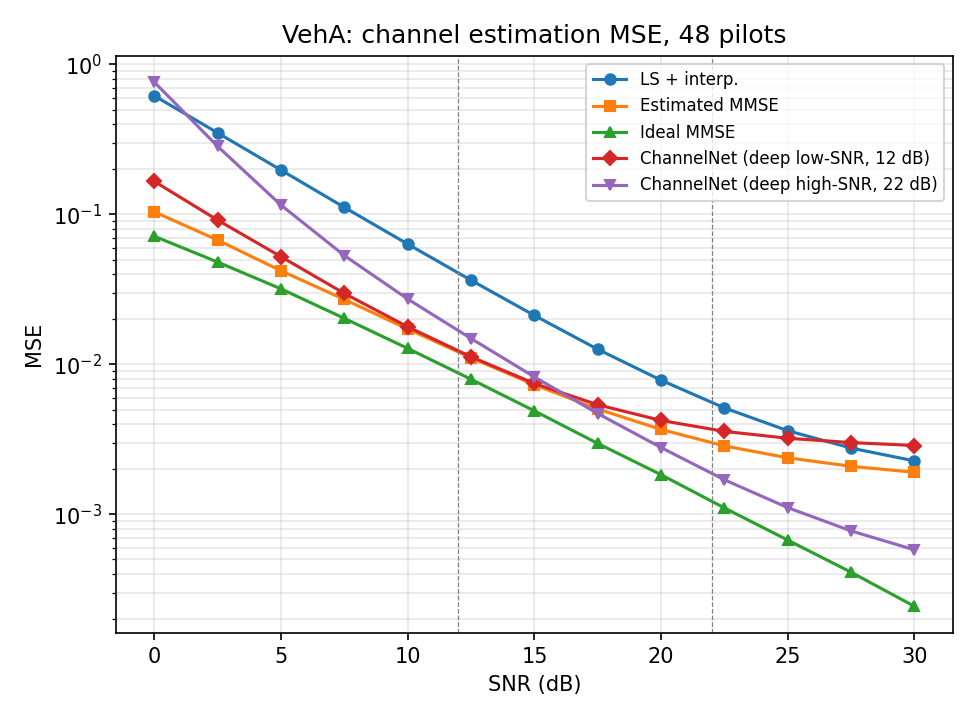 VehA: channel estimation MSE, 48 pilots
LS + interp.
Estimated MMSE
Ideal MMSE
ChannelNet (deep low-SNR, 12 dB)
ChannelNet (deep high-SNR, 22 dB)
MSE
10⁰
10⁻¹
10⁻²
10⁻³
0 5 10 15 20 25 30
SNR (dB)